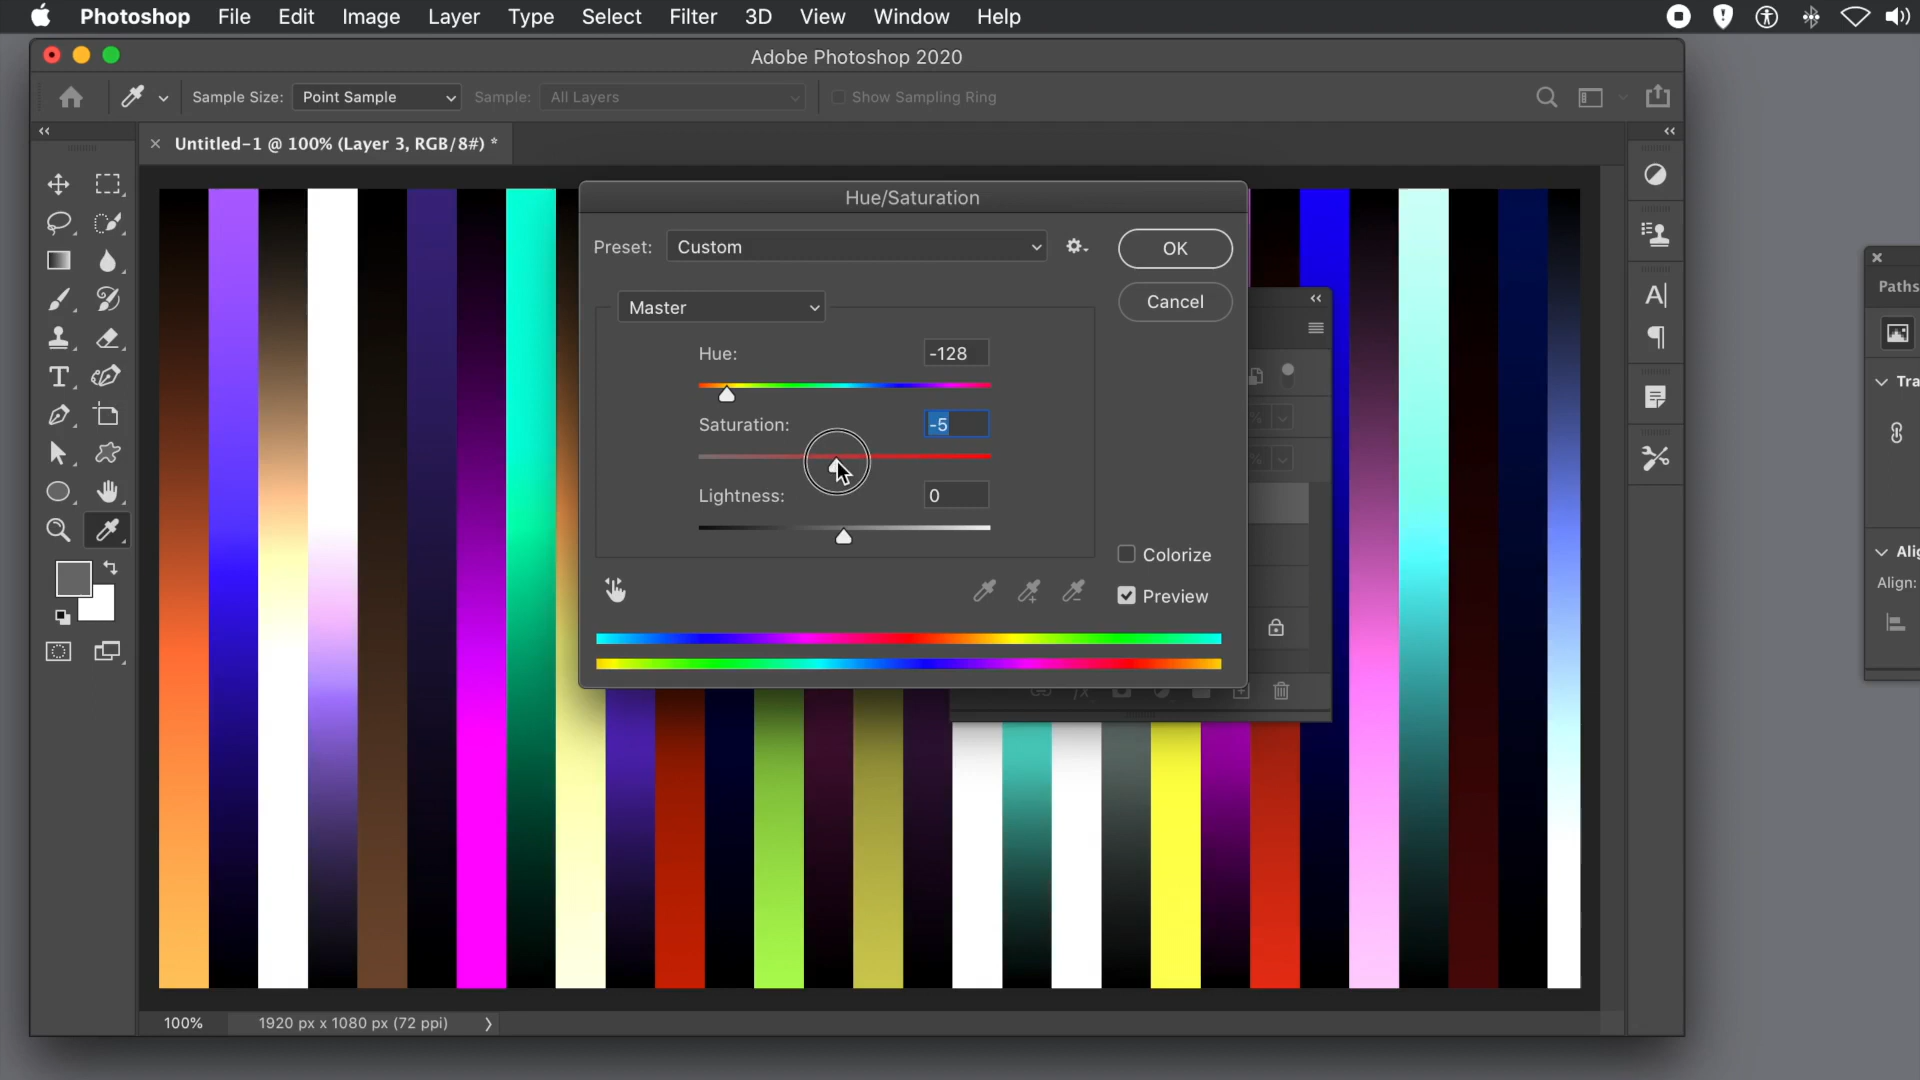 Photoshop File Edit Image Layer Type Select Filter 3D View Window Help
Adobe Photoshop 2020
Sample Size: Point Sample Sample: All Layers Show Sampling Ring
Untitled-1 @ 100% (Layer 3, RGB/8#) *
Hue/Saturation
Preset: Custom OK
Cancel
Master
Hue: -128
Saturation: -5
Lightness: 0
Colorize
Preview
%
%
Paths
Tra
Alig
Align:
100% 1920 px x 1080 px (72 ppi)